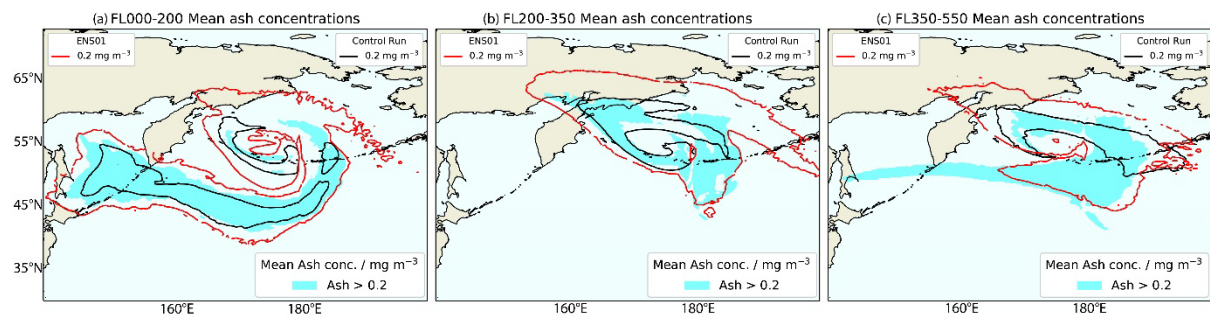 (a) FL000-200 Mean ash concentrations
ENS01
0.2 mg m⁻³
Control Run
0.2 mg m⁻³
65°N
55°N
45°N
35°N
160°E
180°E
Mean Ash conc. / mg m⁻³
Ash > 0.2
(b) FL200-350 Mean ash concentrations
ENS01
0.2 mg m⁻³
Control Run
0.2 mg m⁻³
160°E
180°E
Mean Ash conc. / mg m⁻³
Ash > 0.2
(c) FL350-550 Mean ash concentrations
ENS01
0.2 mg m⁻³
Control Run
0.2 mg m⁻³
160°E
180°E
Mean Ash conc. / mg m⁻³
Ash > 0.2